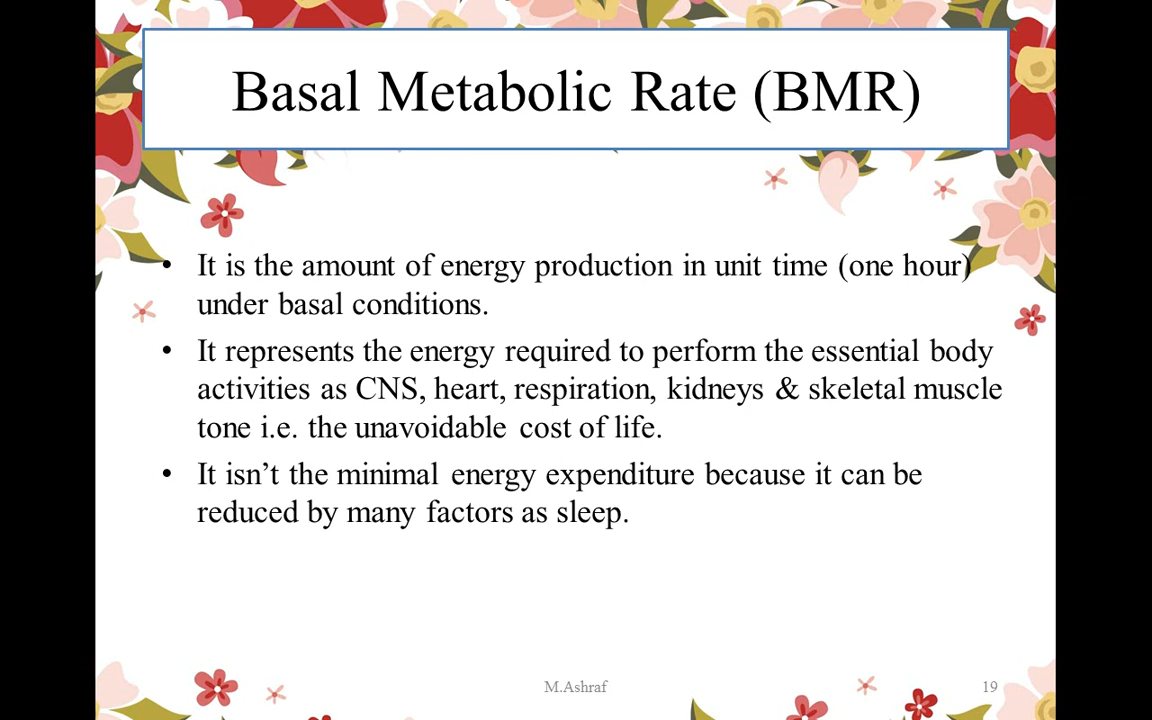 Basal Metabolic Rate (BMR)
• It is the amount of energy production in unit time (one hour)
under basal conditions.
• It represents the energy required to perform the essential body
activities as CNS, heart, respiration, kidneys & skeletal muscle
tone i.e. the unavoidable cost of life.
• It isn’t the minimal energy expenditure because it can be
reduced by many factors as sleep.
M.Ashraf
19